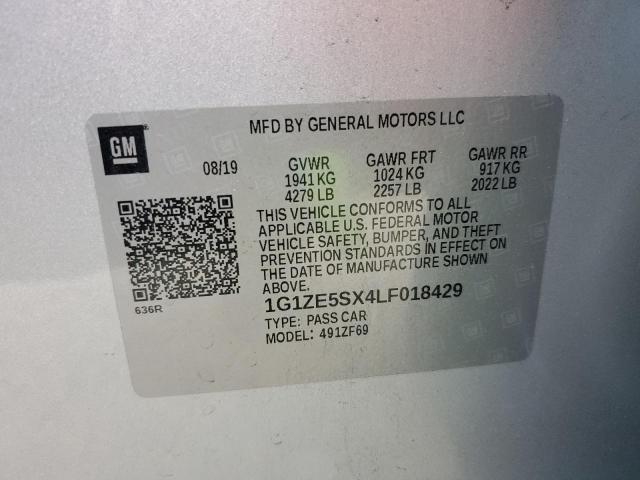 MFD BY GENERAL MOTORS LLC
GM
08/19 GVWR GAWR FRT GAWR RR
1941 KG 1024 KG 917 KG
4279 LB 2257 LB 2022 LB
THIS VEHICLE CONFORMS TO ALL
APPLICABLE U.S. FEDERAL MOTOR
VEHICLE SAFETY, BUMPER, AND THEFT
PREVENTION STANDARDS IN EFFECT ON
THE DATE OF MANUFACTURE SHOWN
ABOVE.
636R
1G1ZE5SX4LF018429
TYPE: PASS CAR
MODEL: 491ZF69